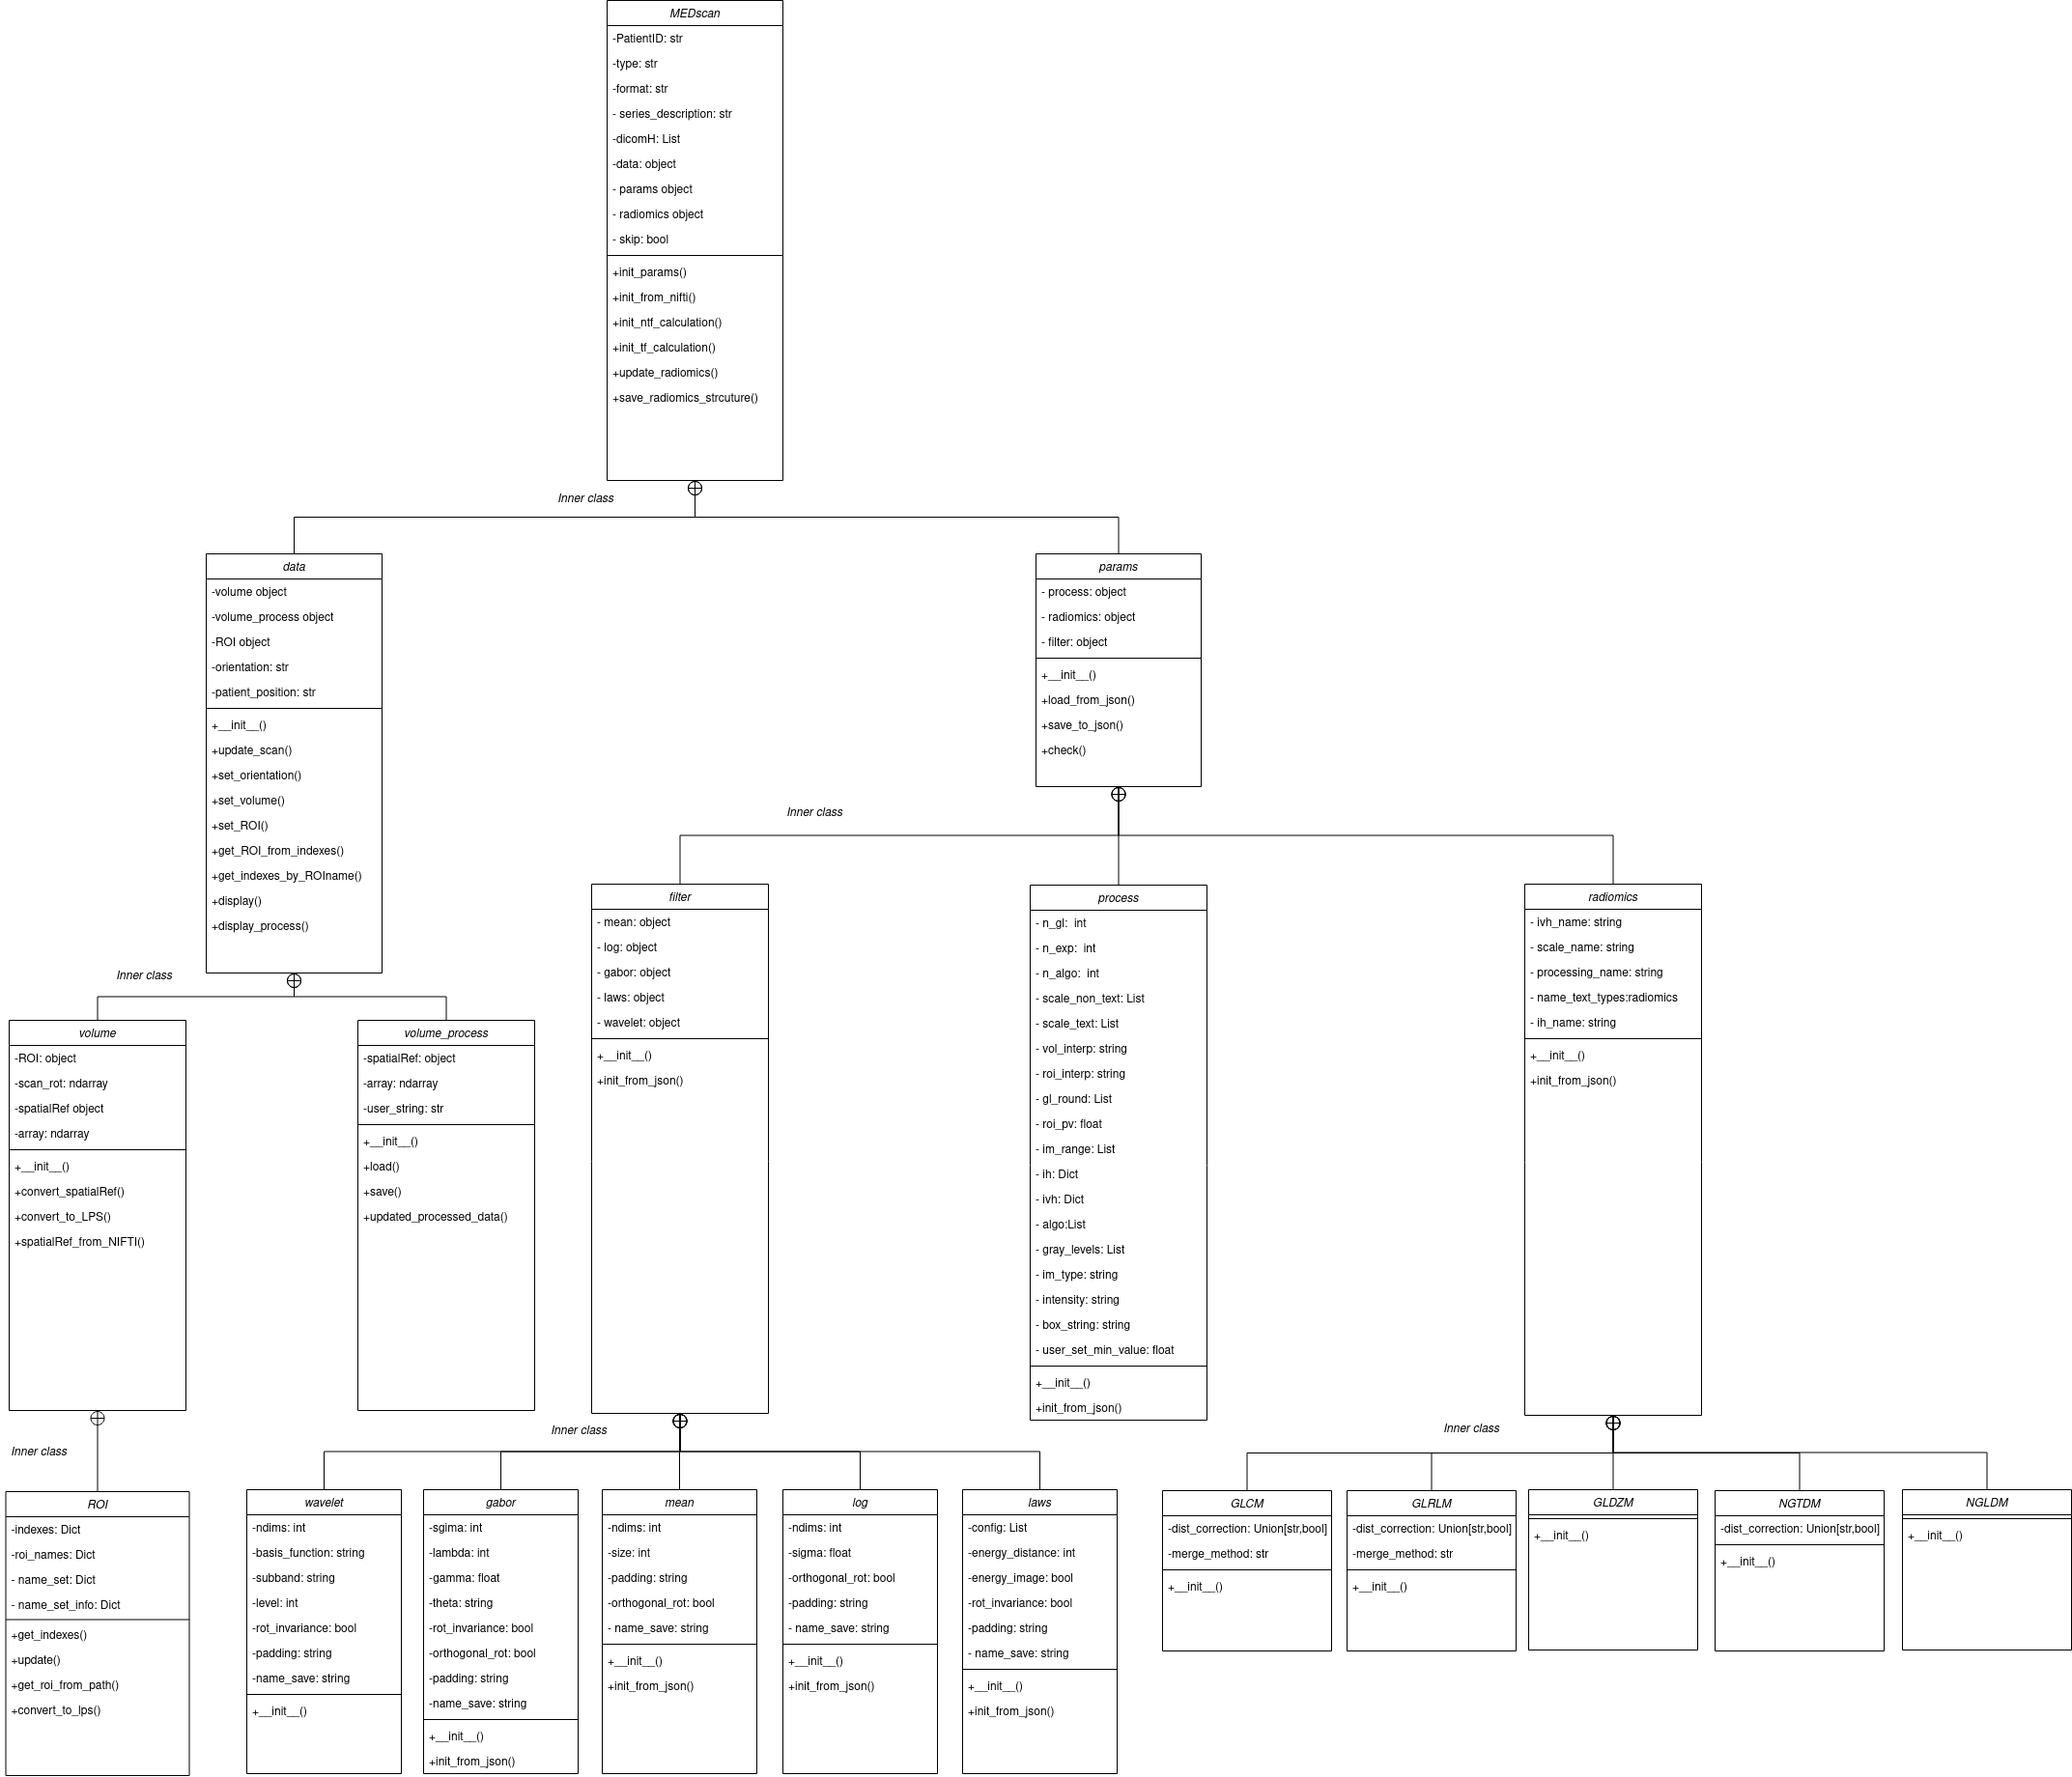 MEDscan
-PatientID: str
-type: str
-format: str
- series_description: str
-dicomH: List
-data: object
- params object
- radiomics object
- skip: bool
+init_params()
+init_from_nifti()
+init_ntf_calculation()
+init_tf_calculation()
+update_radiomics()
+save_radiomics_strcuture()
Inner class
data
-volume object
-volume_process object
-ROI object
-orientation: str
-patient_position: str
+__init__()
+update_scan()
+set_orientation()
+set_volume()
+set_ROI()
+get_ROI_from_indexes()
+get_indexes_by_ROIname()
+display()
+display_process()
params
- process: object
- radiomics: object
- filter: object
+__init__()
+load_from_json()
+save_to_json()
+check()
Inner class
Inner class
volume
-ROI: object
-scan_rot: ndarray
-spatialRef object
-array: ndarray
+__init__()
+convert_spatialRef()
+convert_to_LPS()
+spatialRef_from_NIFTI()
volume_process
-spatialRef: object
-array: ndarray
-user_string: str
+__init__()
+load()
+save()
+updated_processed_data()
filter
- mean: object
- log: object
- gabor: object
- laws: object
- wavelet: object
+__init__()
+init_from_json()
process
- n_gl:  int
- n_exp:  int
- n_algo:  int
- scale_non_text: List
- scale_text: List
- vol_interp: string
- roi_interp: string
- gl_round: List
- roi_pv: float
- im_range: List
- ih: Dict
- ivh: Dict
- algo:List
- gray_levels: List
- im_type: string
- intensity: string
- box_string: string
- user_set_min_value: float
+__init__()
+init_from_json()
radiomics
- ivh_name: string
- scale_name: string
- processing_name: string
- name_text_types:radiomics
- ih_name: string
+__init__()
+init_from_json()
Inner class
Inner class
Inner class
ROI
-indexes: Dict
-roi_names: Dict
- name_set: Dict
- name_set_info: Dict
+get_indexes()
+update()
+get_roi_from_path()
+convert_to_lps()
wavelet
-ndims: int
-basis_function: string
-subband: string
-level: int
-rot_invariance: bool
-padding: string
-name_save: string
+__init__()
gabor
-sgima: int
-lambda: int
-gamma: float
-theta: string
-rot_invariance: bool
-orthogonal_rot: bool
-padding: string
-name_save: string
+__init__()
+init_from_json()
mean
-ndims: int
-size: int
-padding: string
-orthogonal_rot: bool
- name_save: string
+__init__()
+init_from_json()
log
-ndims: int
-sigma: float
-orthogonal_rot: bool
-padding: string
- name_save: string
+__init__()
+init_from_json()
laws
-config: List
-energy_distance: int
-energy_image: bool
-rot_invariance: bool
-padding: string
- name_save: string
+__init__()
+init_from_json()
GLCM
-dist_correction: Union[str,bool]
-merge_method: str
+__init__()
GLRLM
-dist_correction: Union[str,bool]
-merge_method: str
+__init__()
GLDZM
+__init__()
NGTDM
-dist_correction: Union[str,bool]
+__init__()
NGLDM
+__init__()